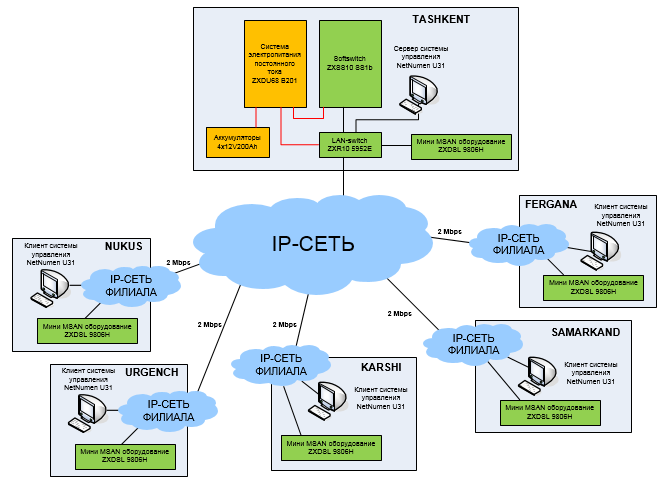 TASHKENT
Система
электропитания
постоянного
тока
ZXDU68 B201
Softswitch
ZXSS10 SS1b
Сервер системы
управления
NetNumen U31
Аккумуляторы
4x12V200Ah
LAN-switch
ZXR10 5952E
Мини MSAN оборудование
ZXDSL 9806H
IP-СЕТЬ
NUKUS
Клиент системы
управления
NetNumen U31
IP-СЕТЬ
ФИЛИАЛА
Мини MSAN оборудование
ZXDSL 9806H
2 Mbps
FERGANA
Клиент системы
управления
NetNumen U31
IP-СЕТЬ
ФИЛИАЛА
Мини MSAN оборудование
ZXDSL 9806H
2 Mbps
URGENCH
Клиент системы
управления
NetNumen U31
IP-СЕТЬ
ФИЛИАЛА
Мини MSAN оборудование
ZXDSL 9806H
2 Mbps
KARSHI
Клиент системы
управления
NetNumen U31
IP-СЕТЬ
ФИЛИАЛА
Мини MSAN оборудование
ZXDSL 9806H
2 Mbps
SAMARKAND
Клиент системы
управления
NetNumen U31
IP-СЕТЬ
ФИЛИАЛА
Мини MSAN оборудование
ZXDSL 9806H
2 Mbps